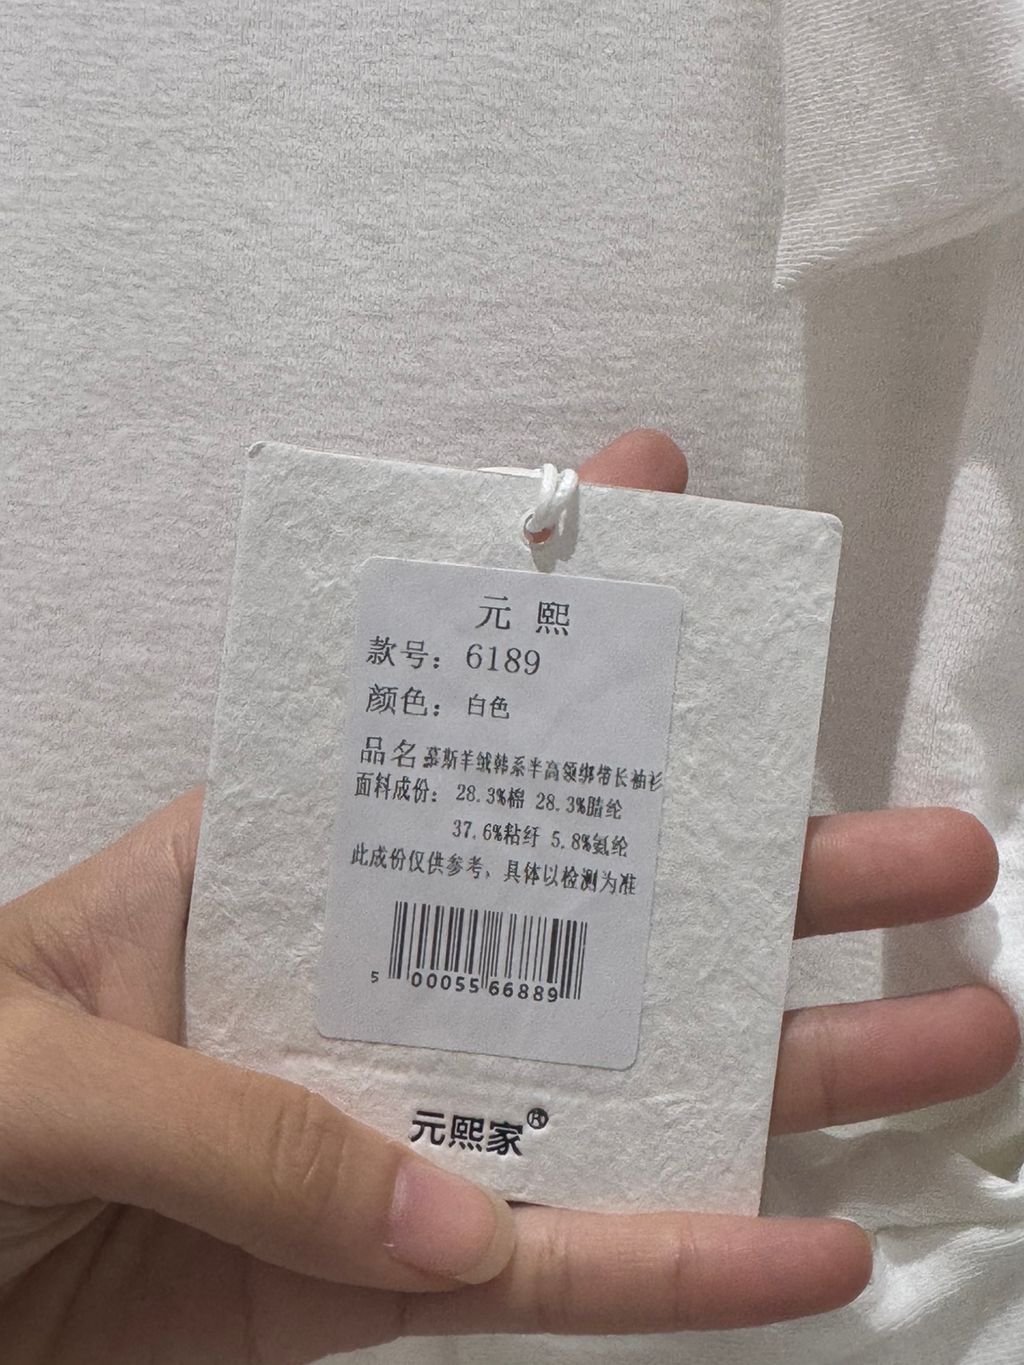 元熙
款号：6189
颜色：白色
品名 慕斯羊绒韩系半高领绑带长袖衫
面料成份：28.3%棉 28.3%腈纶
37.6%粘纤 5.8%氨纶
此成份仅供参考，具体以检测为准
5 000055 66889
元熙家®